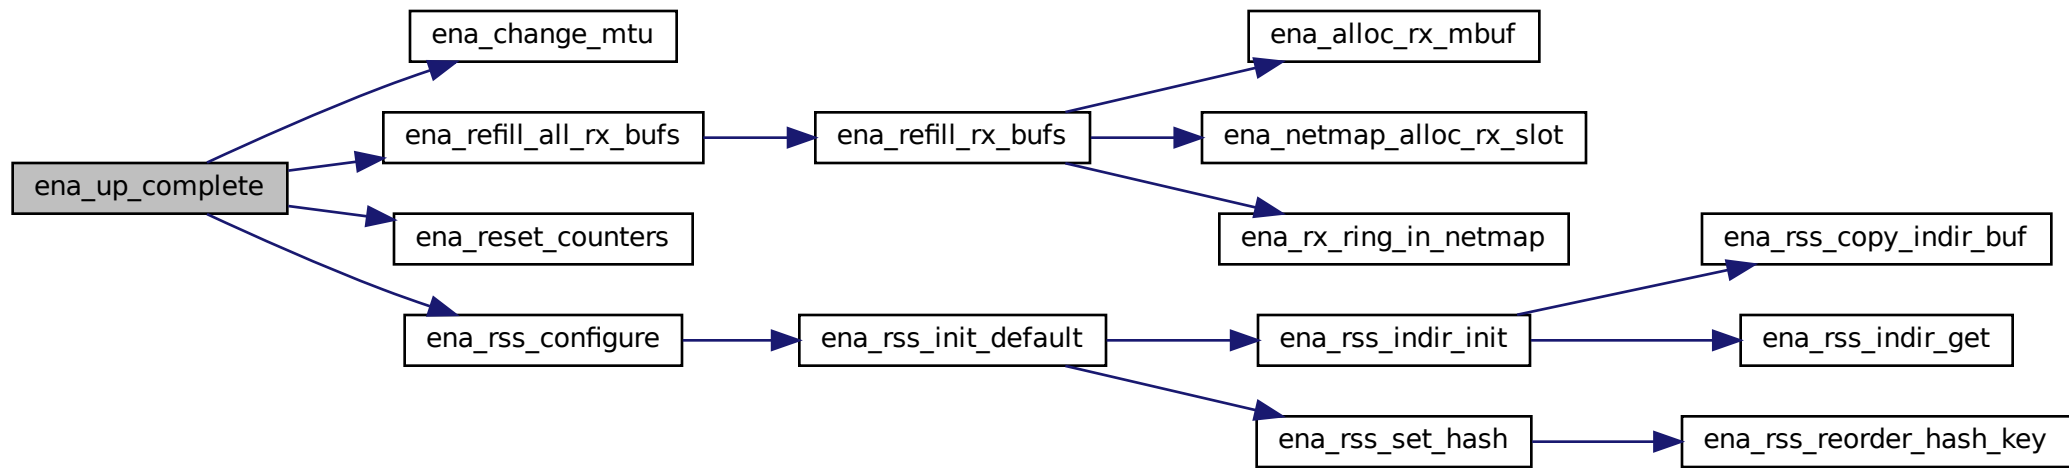 ena_change_mtu
ena_alloc_rx_mbuf
ena_refill_all_rx_bufs
ena_refill_rx_bufs
ena_netmap_alloc_rx_slot
ena_up_complete
ena_reset_counters
ena_rx_ring_in_netmap
ena_rss_copy_indir_buf
ena_rss_configure
ena_rss_init_default
ena_rss_indir_init
ena_rss_indir_get
ena_rss_set_hash
ena_rss_reorder_hash_key